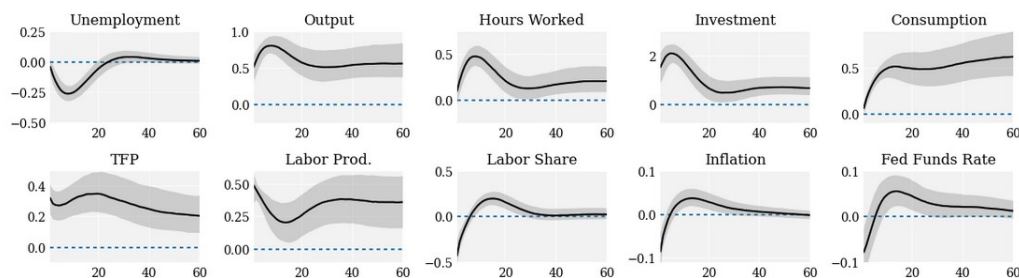 Unemployment Output Hours Worked Investment Consumption
0.25 1.0
0.5 2 0.5
0.00 0.5
−0.25 0.0 0.0 0 0.0
−0.50
20 40 60 20 40 60 20 40 60 20 40 60 20 40 60
TFP Labor Prod. Labor Share Inflation Fed Funds Rate
0.5 0.1 0.1
0.4 0.50
0.2 0.25 0.0 0.0 0.0
0.0 0.00
−0.5 −0.1 −0.1
20 40 60 20 40 60 20 40 60 20 40 60 20 40 60